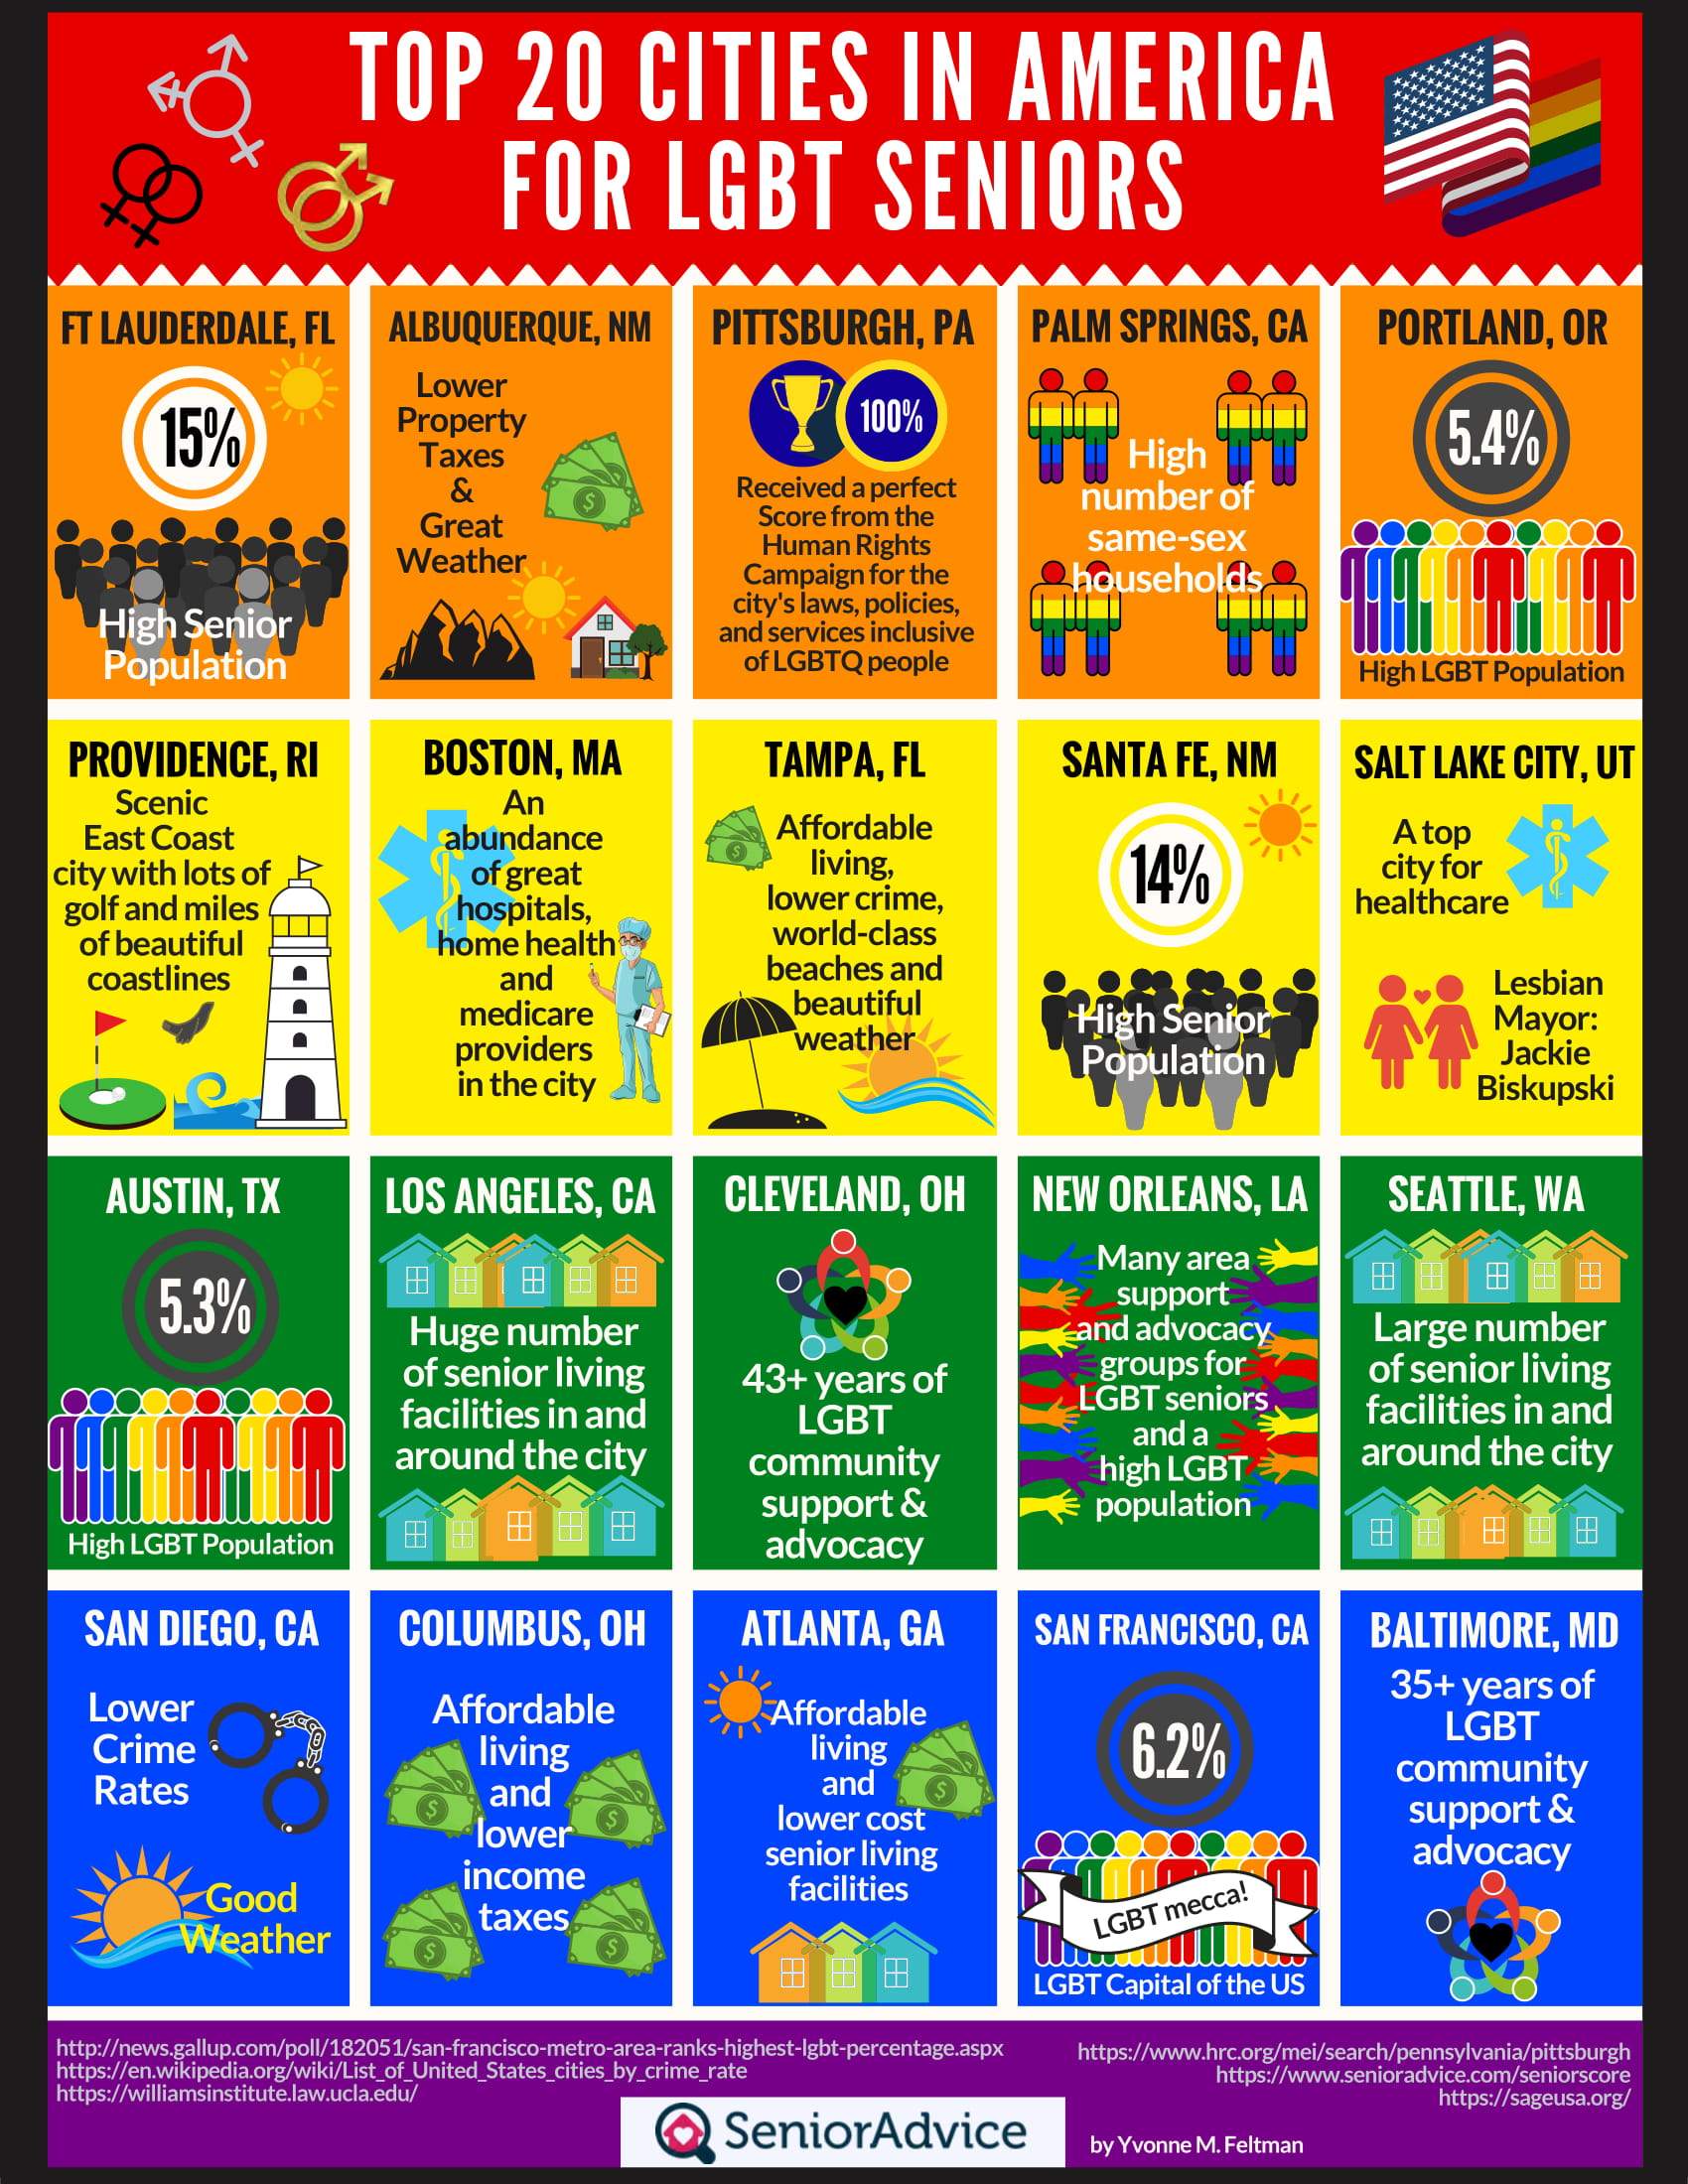 TOP 20 CITIES IN AMERICA
FOR LGBT SENIORS
FT LAUDERDALE, FL
15%
High Senior
Population
ALBUQUERQUE, NM
Lower
Property
Taxes
&
Great
Weather
PITTSBURGH, PA
100%
Received a perfect
Score from the
Human Rights
Campaign for the
city's laws, policies,
and services inclusive
of LGBTQ people
PALM SPRINGS, CA
High
number of
same-sex
households
PORTLAND, OR
5.4%
High LGBT Population
PROVIDENCE, RI
Scenic
East Coast
city with lots of
golf and miles
of beautiful
coastlines
BOSTON, MA
An
abundance
of great
hospitals,
home health
and
medicare
providers
in the city
TAMPA, FL
Affordable
living,
lower crime,
world-class
beaches and
beautiful
weather
SANTA FE, NM
14%
High Senior
Population
SALT LAKE CITY, UT
A top
city for
healthcare
Lesbian
Mayor:
Jackie
Biskupski
AUSTIN, TX
5.3%
High LGBT Population
LOS ANGELES, CA
Huge number
of senior living
facilities in and
around the city
CLEVELAND, OH
43+ years of
LGBT
community
support &
advocacy
NEW ORLEANS, LA
Many area
support
and advocacy
groups for
LGBT seniors
and a
high LGBT
population
SEATTLE, WA
Large number
of senior living
facilities in and
around the city
SAN DIEGO, CA
Lower
Crime
Rates
Good
Weather
COLUMBUS, OH
Affordable
living
and
lower
income
taxes
ATLANTA, GA
Affordable
living
and
lower cost
senior living
facilities
SAN FRANCISCO, CA
6.2%
LGBT mecca!
LGBT Capital of the US
BALTIMORE, MD
35+ years of
LGBT
community
support &
advocacy
http://news.gallup.com/poll/182051/san-francisco-metro-area-ranks-highest-lgbt-percentage.aspx
https://en.wikipedia.org/wiki/List_of_United_States_cities_by_crime_rate
https://williamsinstitute.law.ucla.edu/
https://www.hrc.org/mei/search/pennsylvania/pittsburgh
https://www.senioradvice.com/seniorscore
https://sageusa.org/
SeniorAdvice
by Yvonne M. Feltman